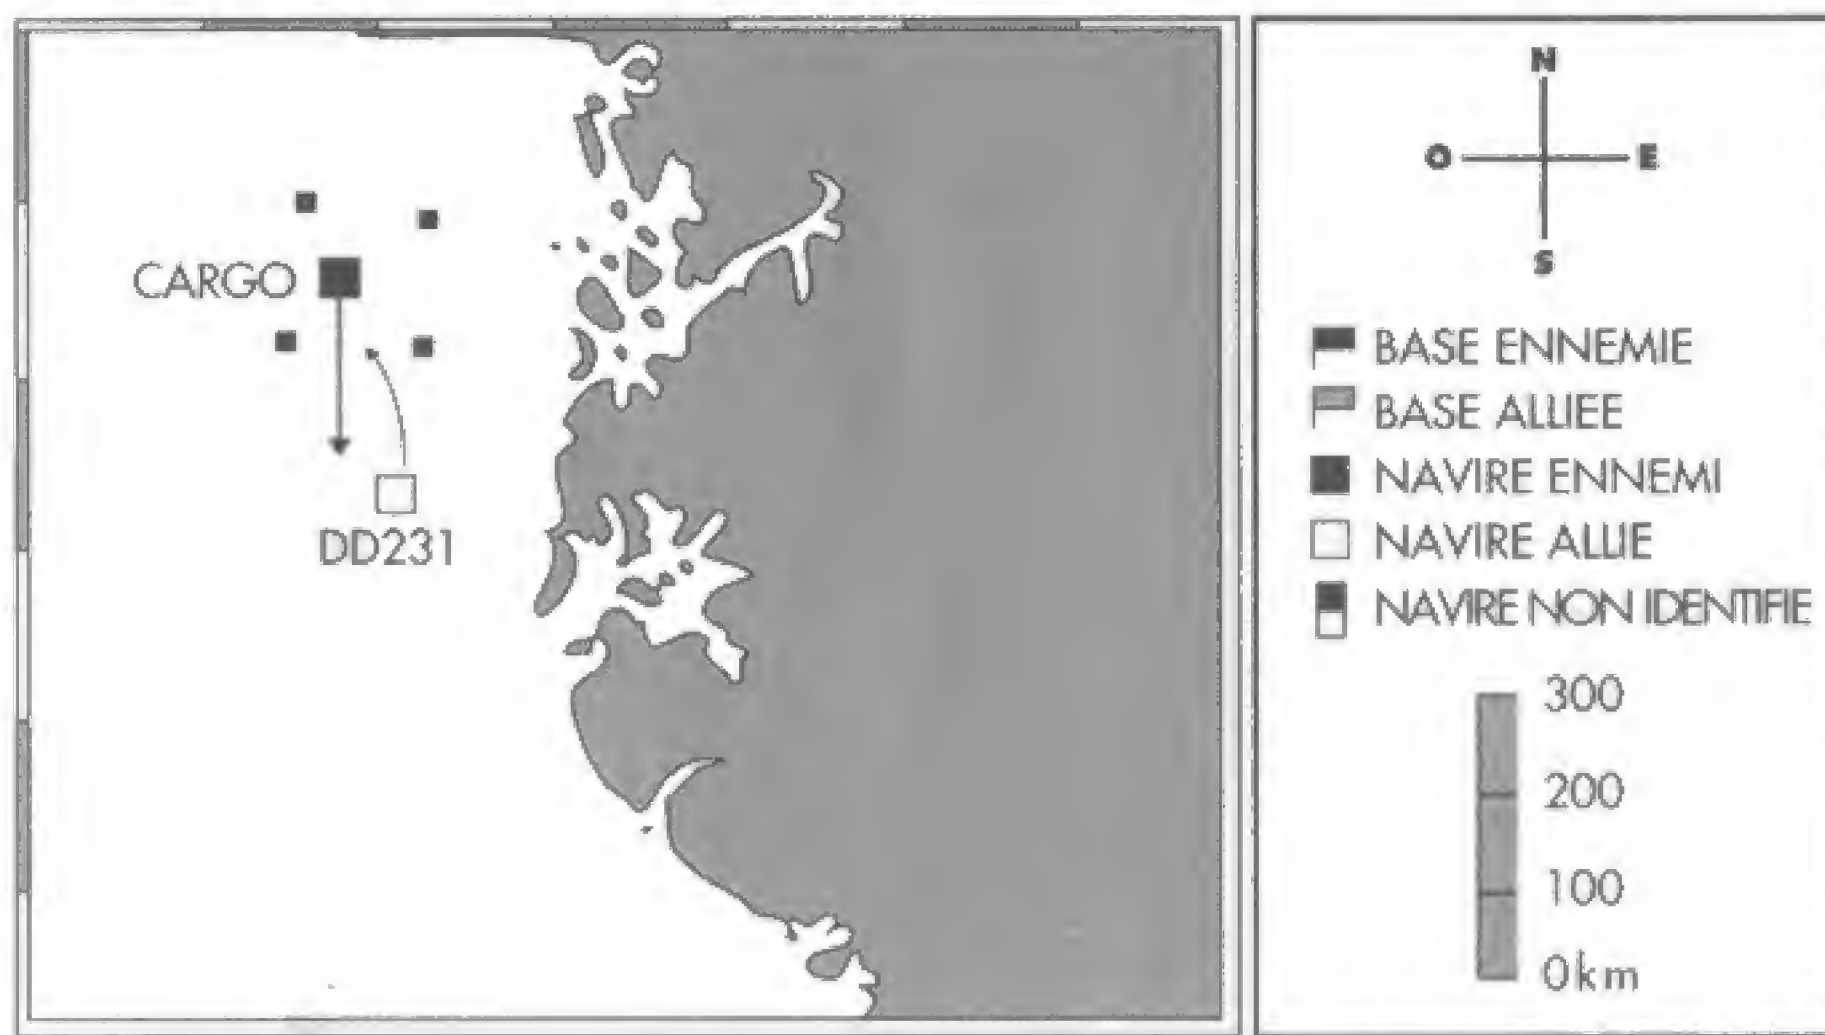 CARGO
DD231
N
O E
S
BASE ENNEMIE
BASE ALLIEE
NAVIRE ENNEMI
NAVIRE ALLIE
NAVIRE NON IDENTIFIE
300
200
100
0km